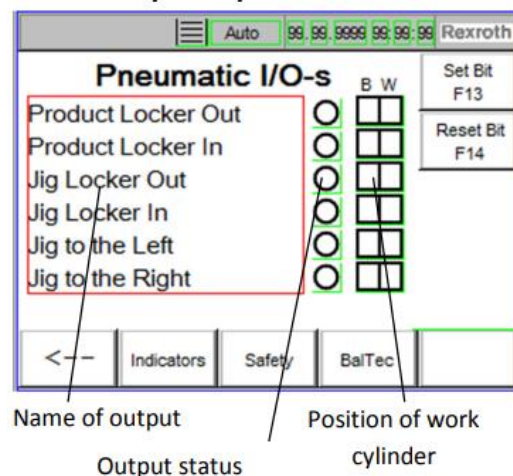 Auto 99. 99. 9999 99: 99: 99 Rexroth
Pneumatic I/O-s
B W
Set Bit
F13
Reset Bit
F14
Product Locker Out
Product Locker In
Jig Locker Out
Jig Locker In
Jig to the Left
Jig to the Right
<-- Indicators Safety BalTec
Name of output
Position of work
cylinder
Output status